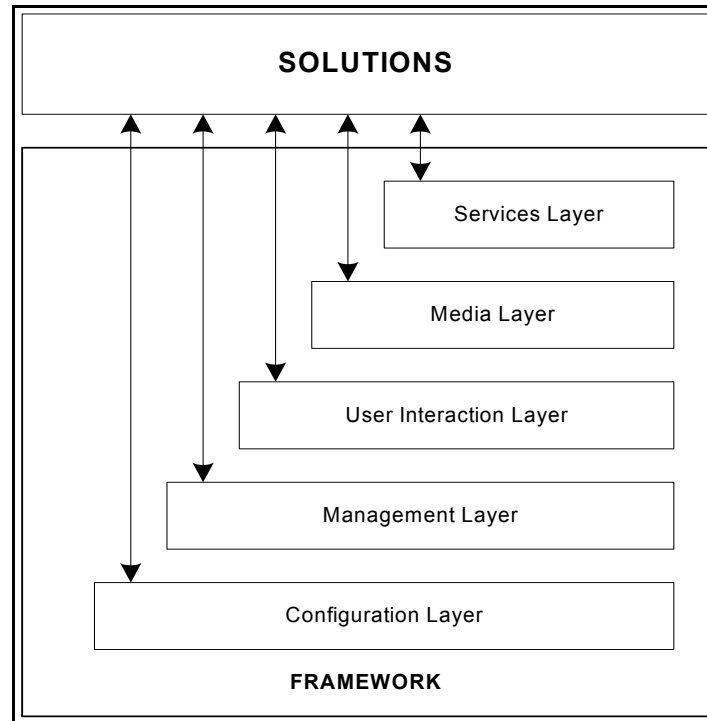 SOLUTIONS
Services Layer
Media Layer
User Interaction Layer
Management Layer
Configuration Layer
FRAMEWORK